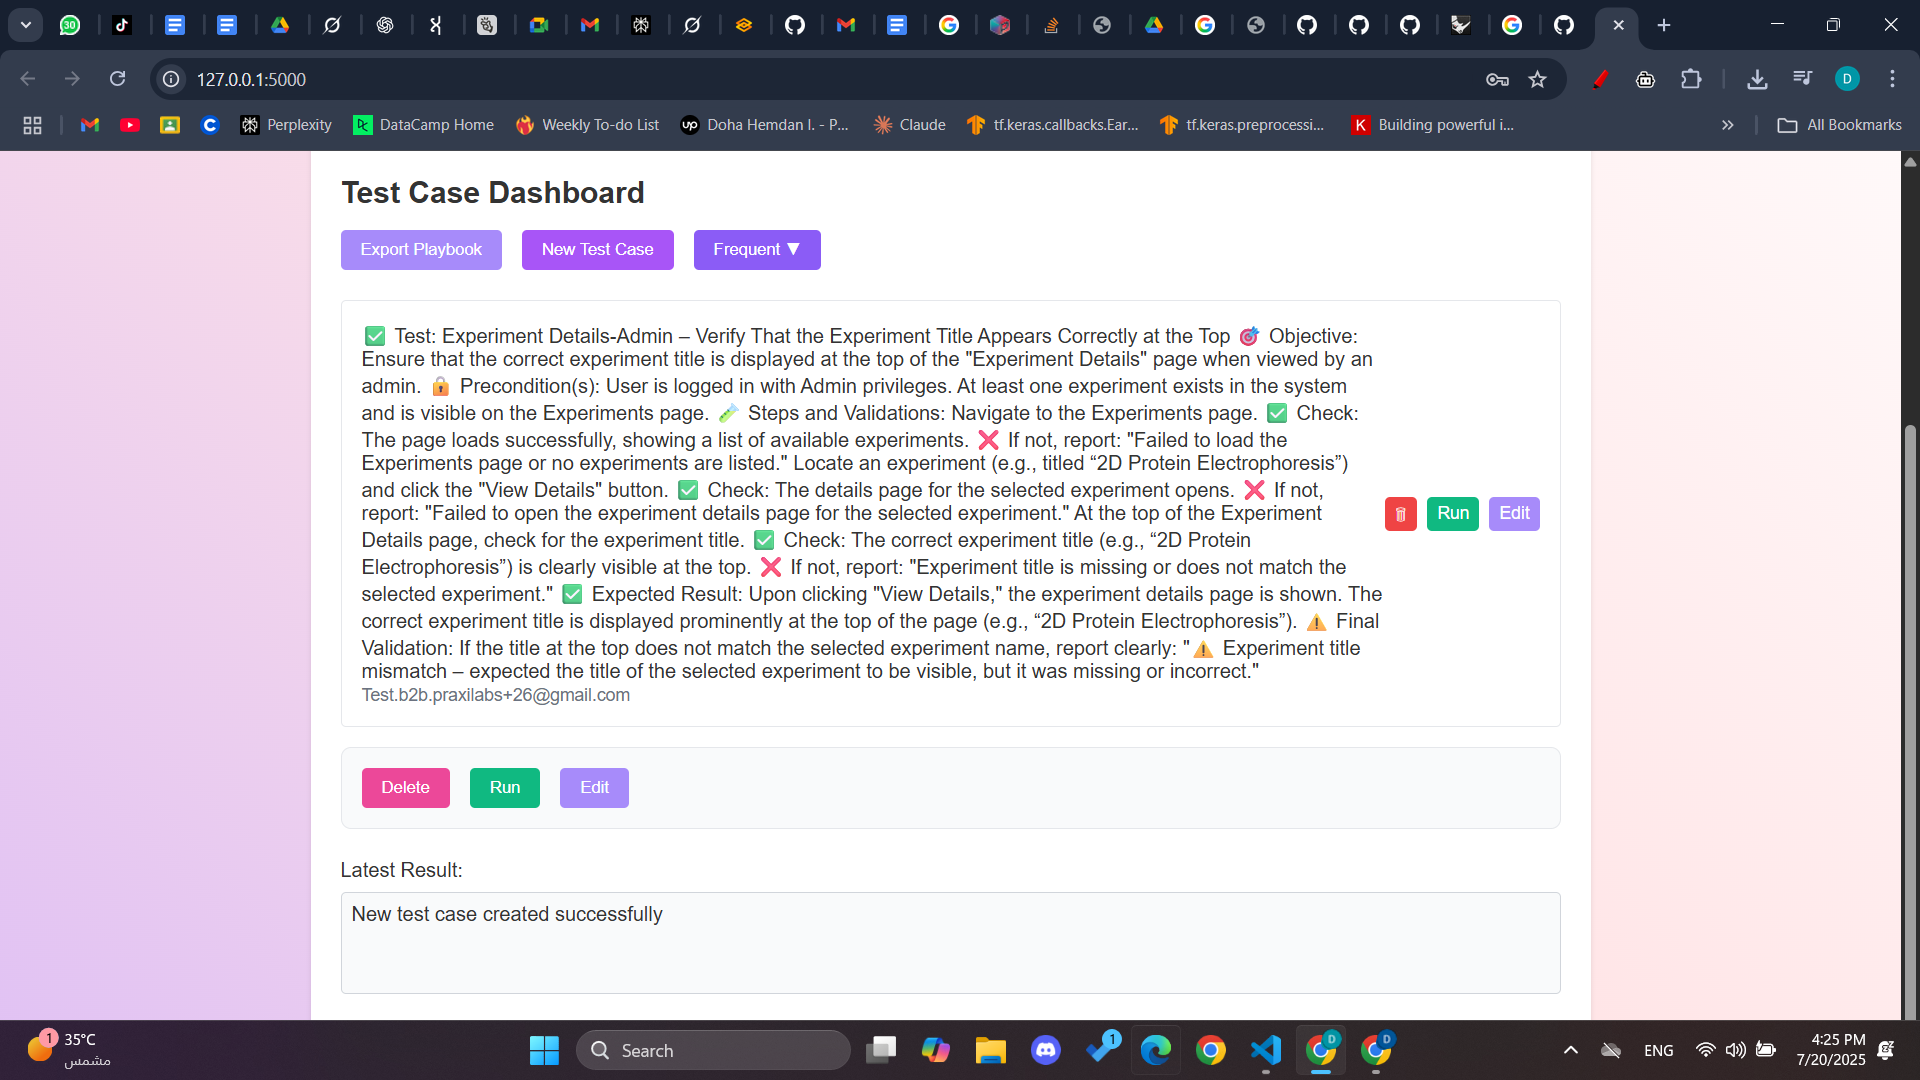 30
127.0.0.1:5000
D
Perplexity
DataCamp Home
Weekly To-do List
Doha Hemdan I. - P...
Claude
tf.keras.callbacks.Ear...
tf.keras.preprocessi...
Building powerful i...
All Bookmarks
Test Case Dashboard
Export Playbook
New Test Case
Frequent ▼
✅ Test: Experiment Details-Admin – Verify That the Experiment Title Appears Correctly at the Top 🎯 Objective:
Ensure that the correct experiment title is displayed at the top of the "Experiment Details" page when viewed by an
admin. 🔒 Precondition(s): User is logged in with Admin privileges. At least one experiment exists in the system
and is visible on the Experiments page. 🧪 Steps and Validations: Navigate to the Experiments page. ✅ Check:
The page loads successfully, showing a list of available experiments. ❌ If not, report: "Failed to load the
Experiments page or no experiments are listed." Locate an experiment (e.g., titled “2D Protein Electrophoresis”)
and click the "View Details" button. ✅ Check: The details page for the selected experiment opens. ❌ If not,
report: "Failed to open the experiment details page for the selected experiment." At the top of the Experiment
Details page, check for the experiment title. ✅ Check: The correct experiment title (e.g., “2D Protein
Electrophoresis”) is clearly visible at the top. ❌ If not, report: "Experiment title is missing or does not match the
selected experiment." ✅ Expected Result: Upon clicking "View Details," the experiment details page is shown. The
correct experiment title is displayed prominently at the top of the page (e.g., “2D Protein Electrophoresis”). ⚠️ Final
Validation: If the title at the top does not match the selected experiment name, report clearly: "⚠️ Experiment title
mismatch – expected the title of the selected experiment to be visible, but it was missing or incorrect."
Test.b2b.praxilabs+26@gmail.com
Run
Edit
Delete
Run
Edit
Latest Result:
New test case created successfully
1
35°C
مشمس
Search
1
D
D
ENG
4:25 PM
7/20/2025